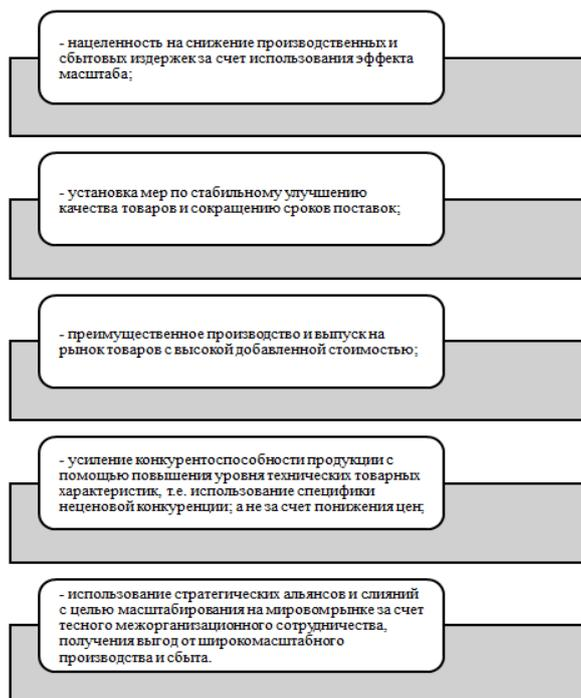 - нацеленность на снижение производственных и
сбытовых издержек за счет использования эффекта
масштаба;
- установка мер по стабильному улучшению
качества товаров и сокращению сроков поставок;
- преимущественное производство и выпуск на
рынок товаров с высокой добавленной стоимостью;
- усиление конкурентоспособности продукции с
помощью повышения уровня технических товарных
характеристик, т.е. использование специфики
неценовой конкуренции; а не за счет понижения цен;
- использование стратегических альянсов и слияний
с целью масштабирования на мировом рынке за счет
тесного межорганизационного сотрудничества,
получения выгод от широкомасштабного
производства и сбыта.